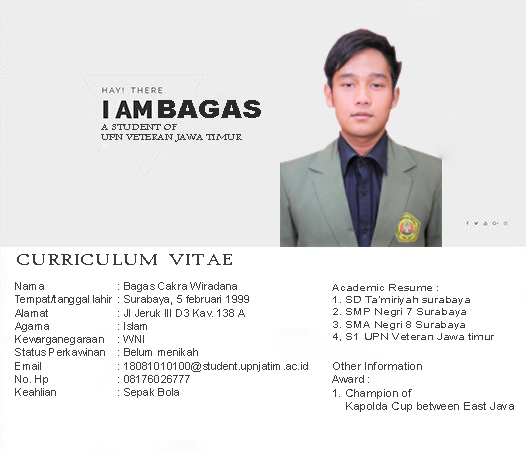 HAY! THERE
I AM BAGAS
A STUDENT OF
UPN VETERAN JAWA TIMUR
CURRICULUM VITAE
Nama : Bagas Cakra Wiradana
Tempat/tanggal lahir : Surabaya, 5 februari 1999
Alamat : Jl Jeruk III D3 Kav. 138 A
Agama : Islam
Kewarganegaraan : WNI
Status Perkawinan : Belum menikah
Email : 18081010100@student.upnjatim.ac.id
No. Hp : 08176026777
Keahlian : Sepak Bola
Academic Resume :
1. SD Ta'miriyah surabaya
2. SMP Negri 7 Surabaya
3. SMA Negri 8 Surabaya
4, S1 UPN Veteran Jawa timur
Other Information
Award :
1. Champion of
Kapolda Cup between East Java